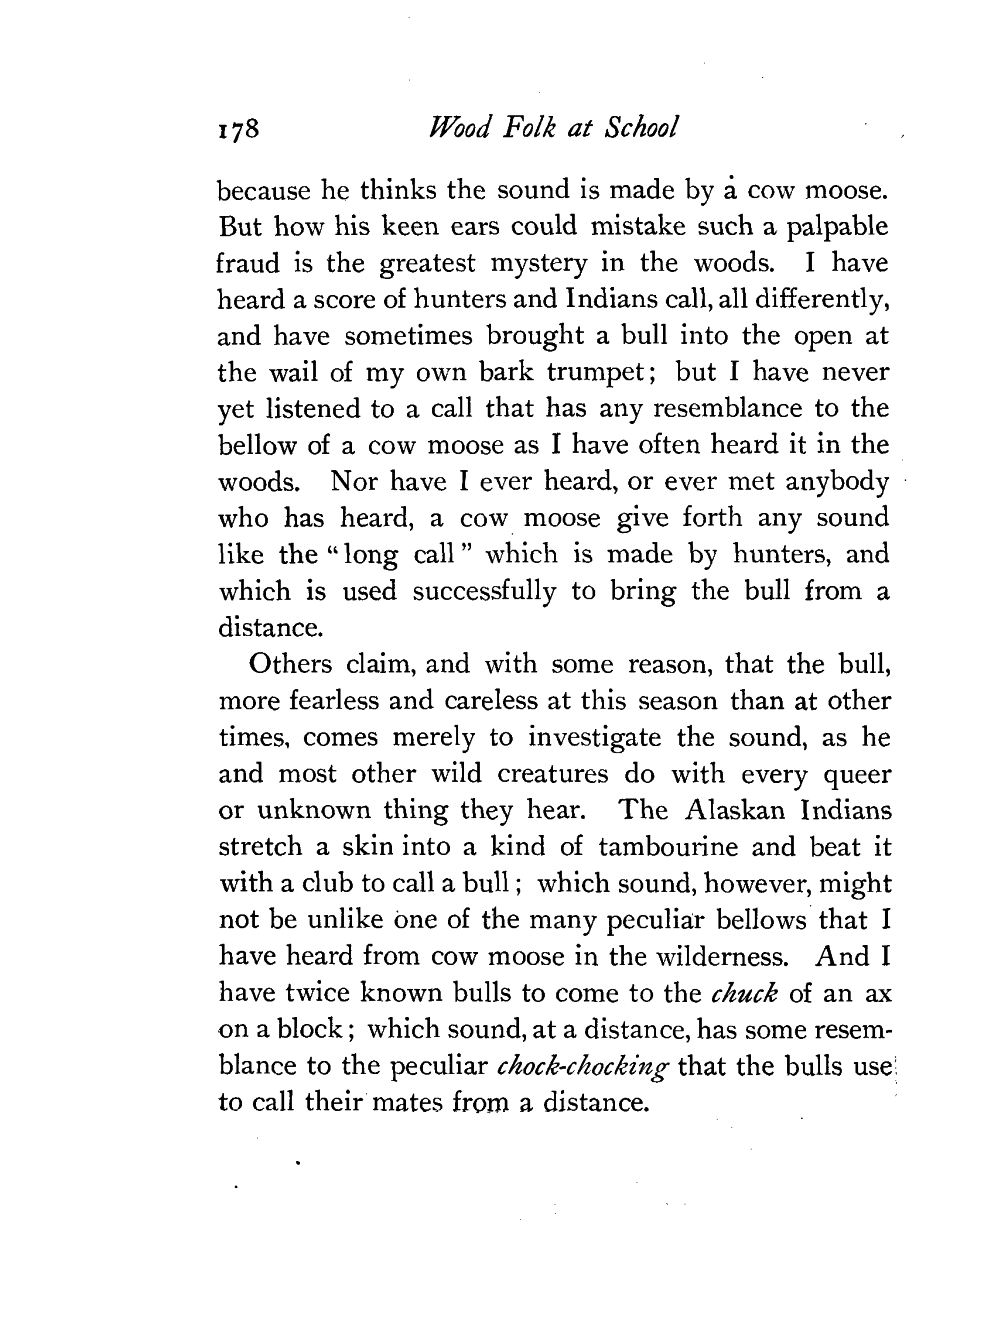 178 Wood Folk at School
because he thinks the sound is made by a cow moose.
But how his keen ears could mistake such a palpable
fraud is the greatest mystery in the woods. I have
heard a score of hunters and Indians call, all differently,
and have sometimes brought a bull into the open at
the wail of my own bark trumpet; but I have never
yet listened to a call that has any resemblance to the
bellow of a cow moose as I have often heard it in the
woods. Nor have I ever heard, or ever met anybody
who has heard, a cow moose give forth any sound
like the “long call” which is made by hunters, and
which is used successfully to bring the bull from a
distance.
Others claim, and with some reason, that the bull,
more fearless and careless at this season than at other
times, comes merely to investigate the sound, as he
and most other wild creatures do with every queer
or unknown thing they hear. The Alaskan Indians
stretch a skin into a kind of tambourine and beat it
with a club to call a bull; which sound, however, might
not be unlike one of the many peculiar bellows that I
have heard from cow moose in the wilderness. And I
have twice known bulls to come to the chuck of an ax
on a block; which sound, at a distance, has some resem-
blance to the peculiar chock-chocking that the bulls use
to call their mates from a distance.